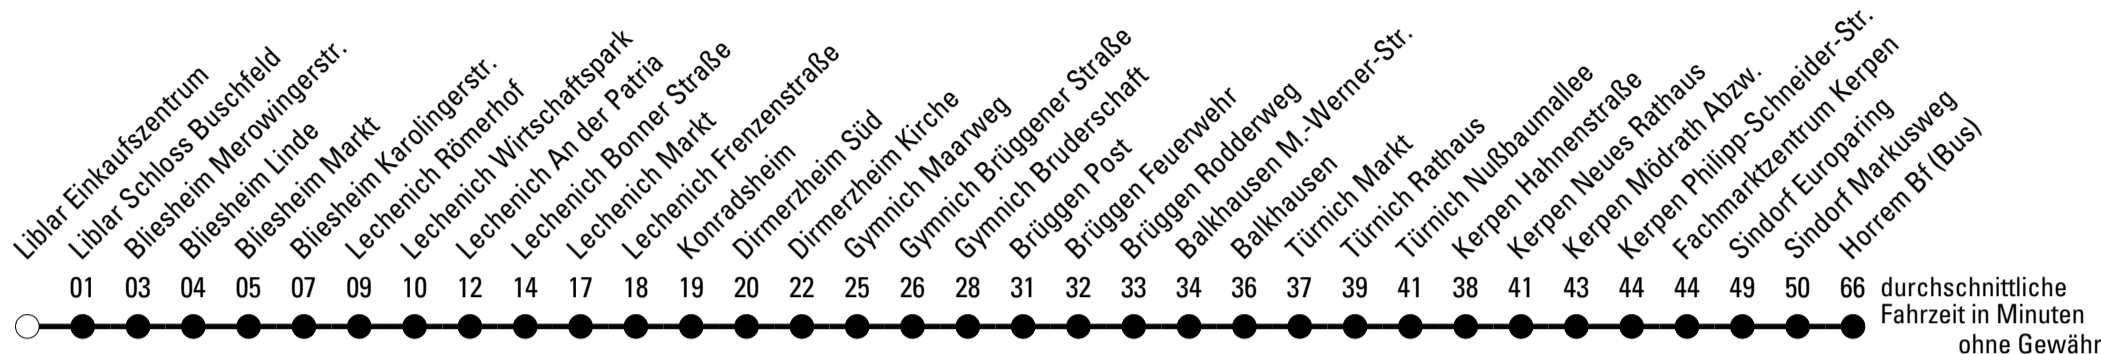 Liblar Einkaufszentrum
Liblar Schloss Buschfeld
Bliesheim Merowingerstr.
Bliesheim Linde
Bliesheim Markt
Bliesheim Karolingerstr.
Lechenich Römerhof
Lechenich Wirtschaftspark
Lechenich An der Patria
Lechenich Bonner Straße
Lechenich Markt
Lechenich Frenzenstraße
Konradsheim
Dirmerzheim Süd
Dirmerzheim Kirche
Gymnich Maarweg
Gymnich Brüggener Straße
Gymnich Bruderschaft
Brüggen Post
Brüggen Feuerwehr
Brüggen Rodderweg
Balkhausen M.-Werner-Str.
Balkhausen
Türnich Markt
Türnich Rathaus
Türnich Nußbaumallee
Kerpen Hahnenstraße
Kerpen Neues Rathaus
Kerpen Mödrath Abzw.
Kerpen Philipp-Schneider-Str.
Fachmarktzentrum Kerpen
Sindorf Europaring
Sindorf Markusweg
Horrem Bf (Bus)
01 03 04 05 07 09 10 12 14 17 18 19 20 22 25 26 28 31 32 33 34 36 37 39 41 38 41 43 44 44 49 50 66 durchschnittliche
Fahrzeit in Minuten
ohne Gewähr